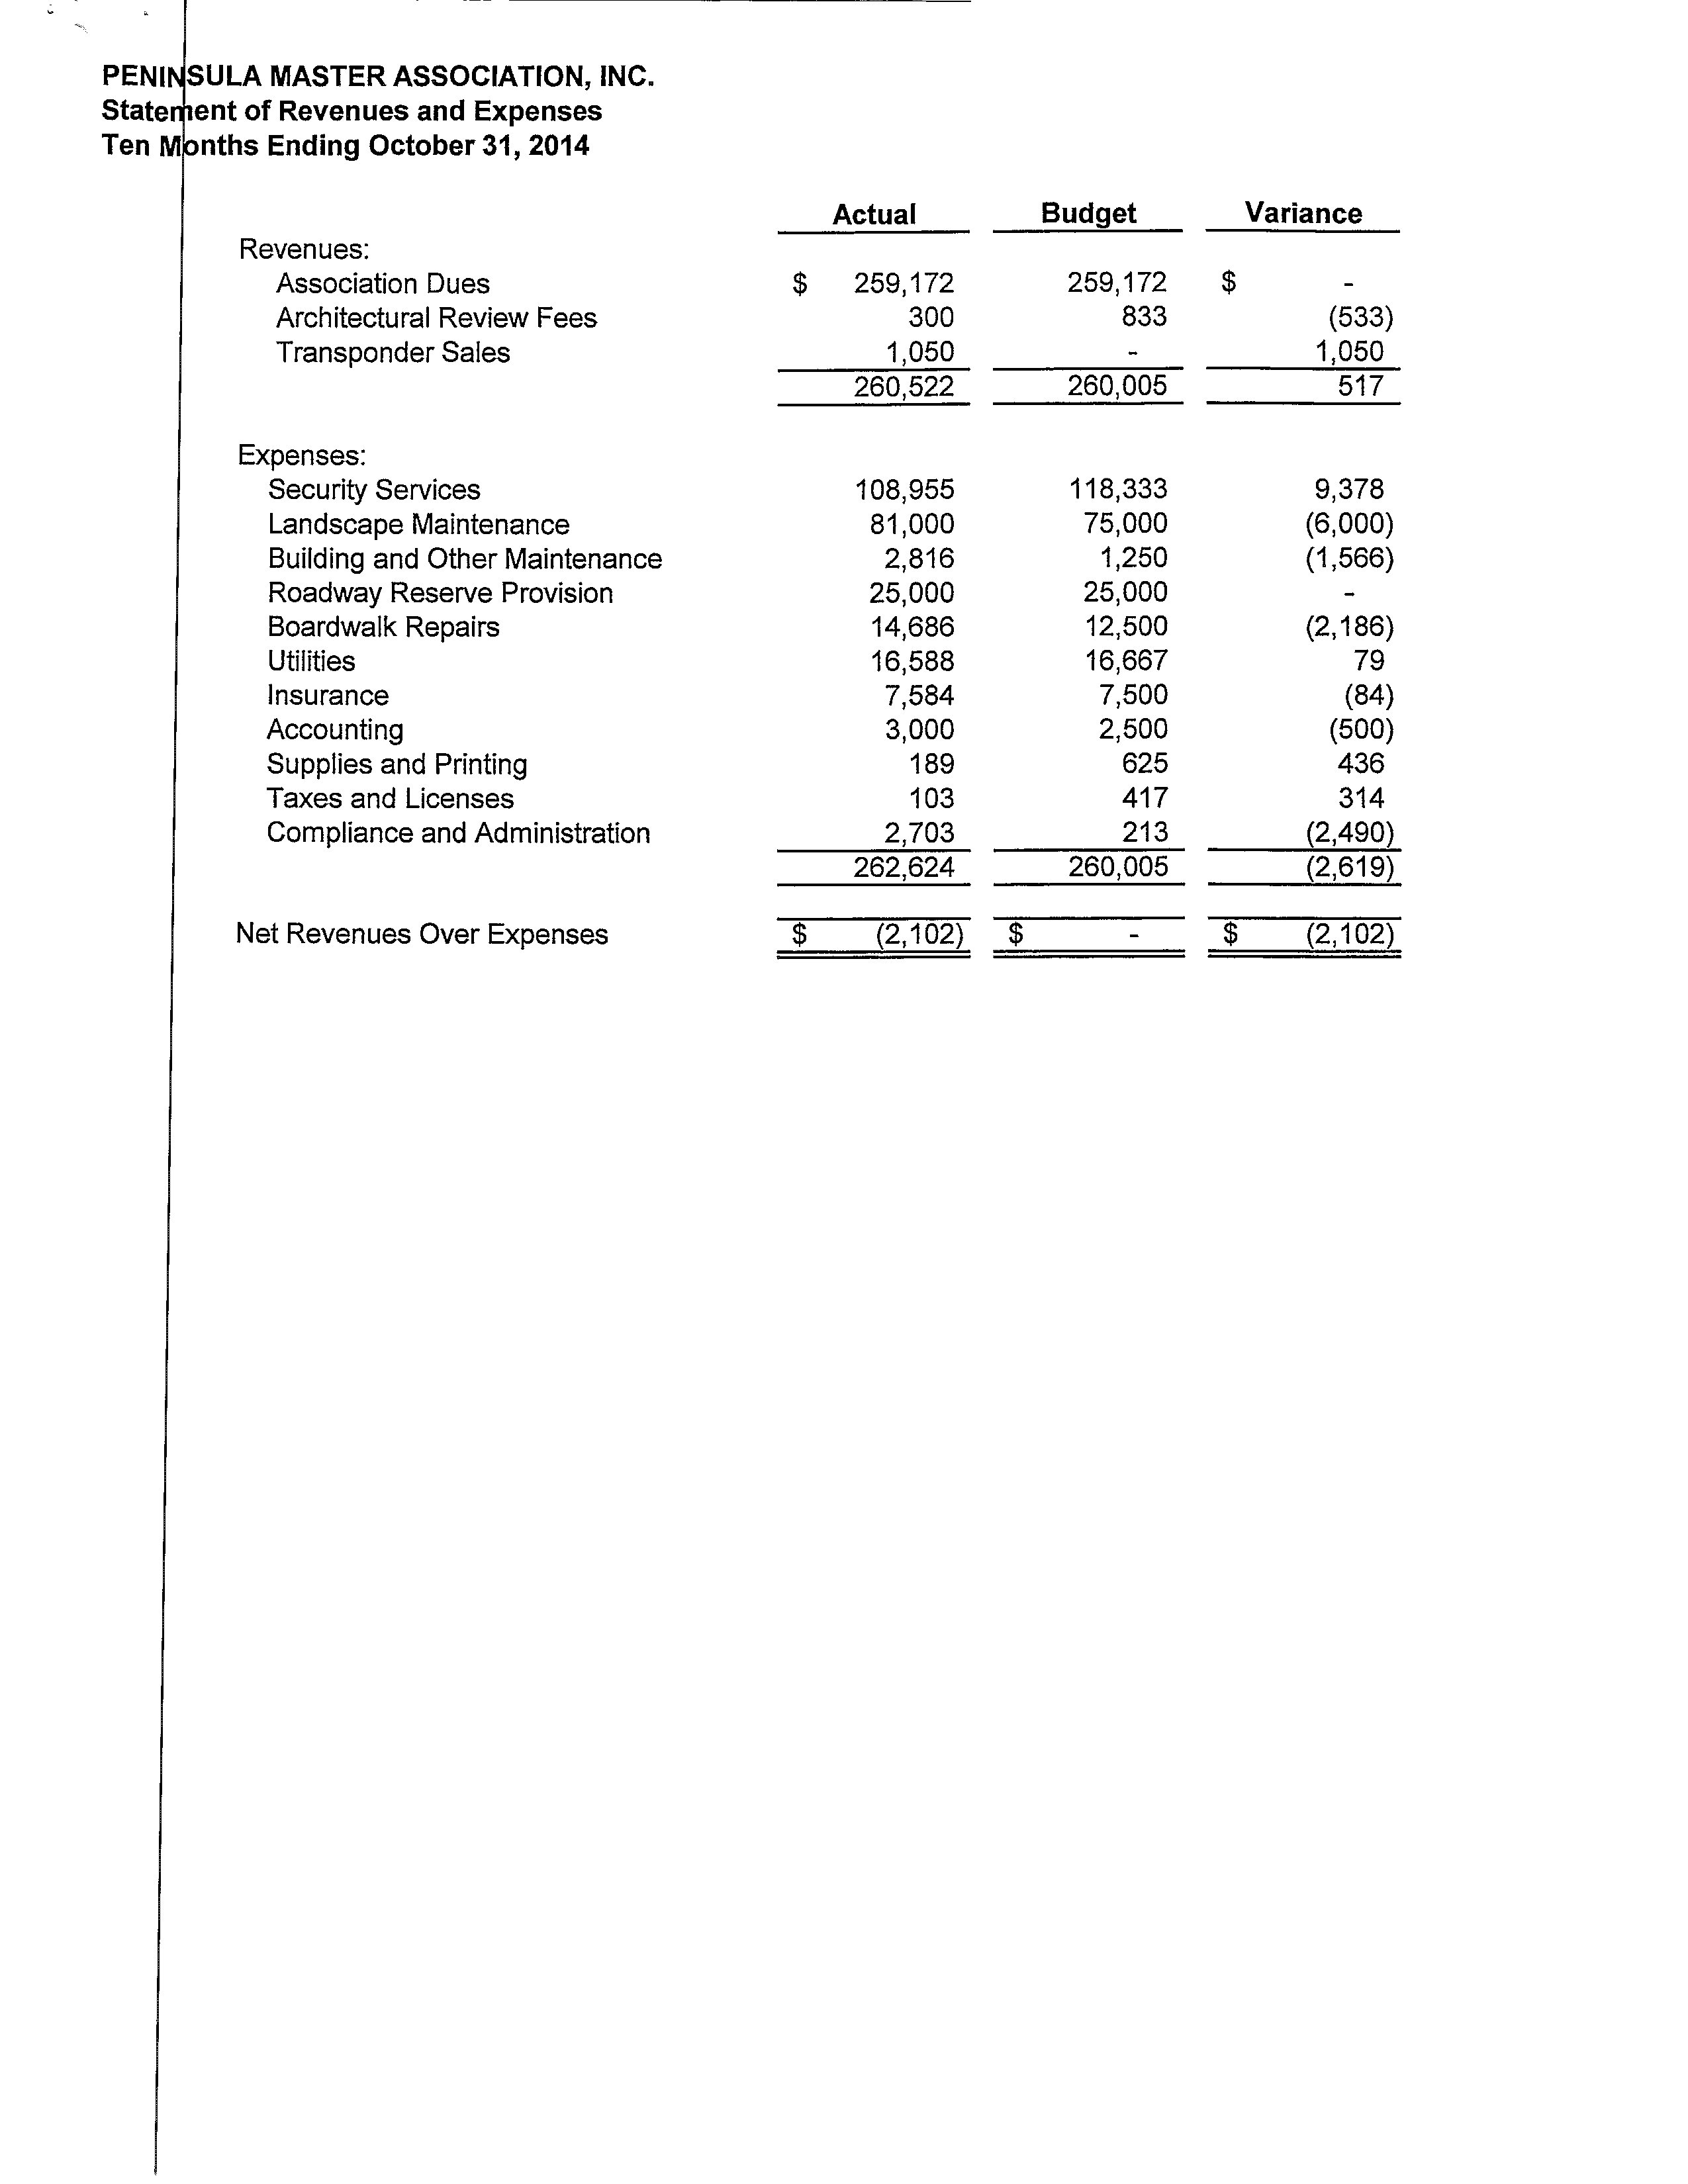 PENINSULA MASTER ASSOCIATION, INC.
Statement of Revenues and Expenses
Ten Months Ending October 31, 2014
Actual Budget Variance
Revenues:
Association Dues $ 259,172 259,172 $ -
Architectural Review Fees 300 833 (533)
Transponder Sales 1,050 - 1,050
260,522 260,005 517
Expenses:
Security Services 108,955 118,333 9,378
Landscape Maintenance 81,000 75,000 (6,000)
Building and Other Maintenance 2,816 1,250 (1,566)
Roadway Reserve Provision 25,000 25,000 -
Boardwalk Repairs 14,686 12,500 (2,186)
Utilities 16,588 16,667 79
Insurance 7,584 7,500 (84)
Accounting 3,000 2,500 (500)
Supplies and Printing 189 625 436
Taxes and Licenses 103 417 314
Compliance and Administration 2,703 213 (2,490)
262,624 260,005 (2,619)
Net Revenues Over Expenses $ (2,102) $ - $ (2,102)